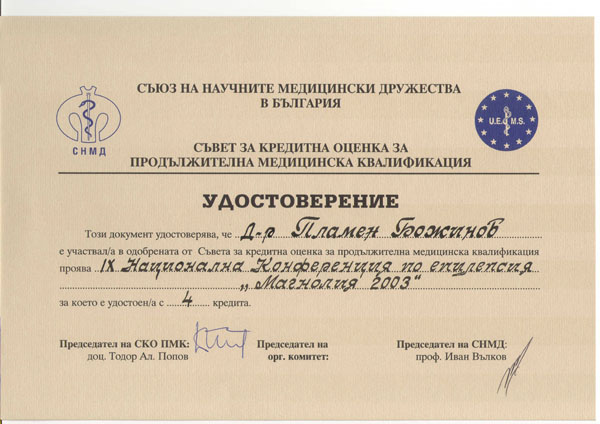 СЪЮЗ НА НАУЧНИТЕ МЕДИЦИНСКИ ДРУЖЕСТВА
В БЪЛГАРИЯ
СНМД
U.E.M.S.
СЪВЕТ ЗА КРЕДИТНА ОЦЕНКА ЗА
ПРОДЪЛЖИТЕЛНА МЕДИЦИНСКА КВАЛИФИКАЦИЯ
УДОСТОВЕРЕНИЕ
Този документ удостоверява, че Д-р Пламен Божинов
е участвал/а в одобрената от Съвета за кредитна оценка за продължителна медицинска квалификация
проява IX Национална Конференция по епилепсия
„Магнолия 2003“
за което е удостоен/а с 4 кредита.
Председател на СКО ПМК:
доц. Тодор Ал. Попов
Председател на
орг. комитет:
Председател на СНМД:
проф. Иван Вълков